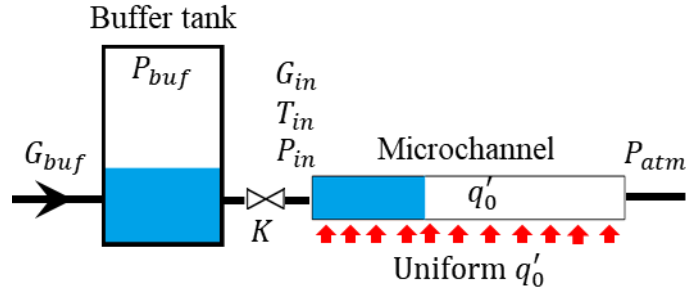 Buffer tank
P_buf
G_buf
K
G_in
T_in
P_in
Microchannel
q′_0
P_atm
Uniform q′_0